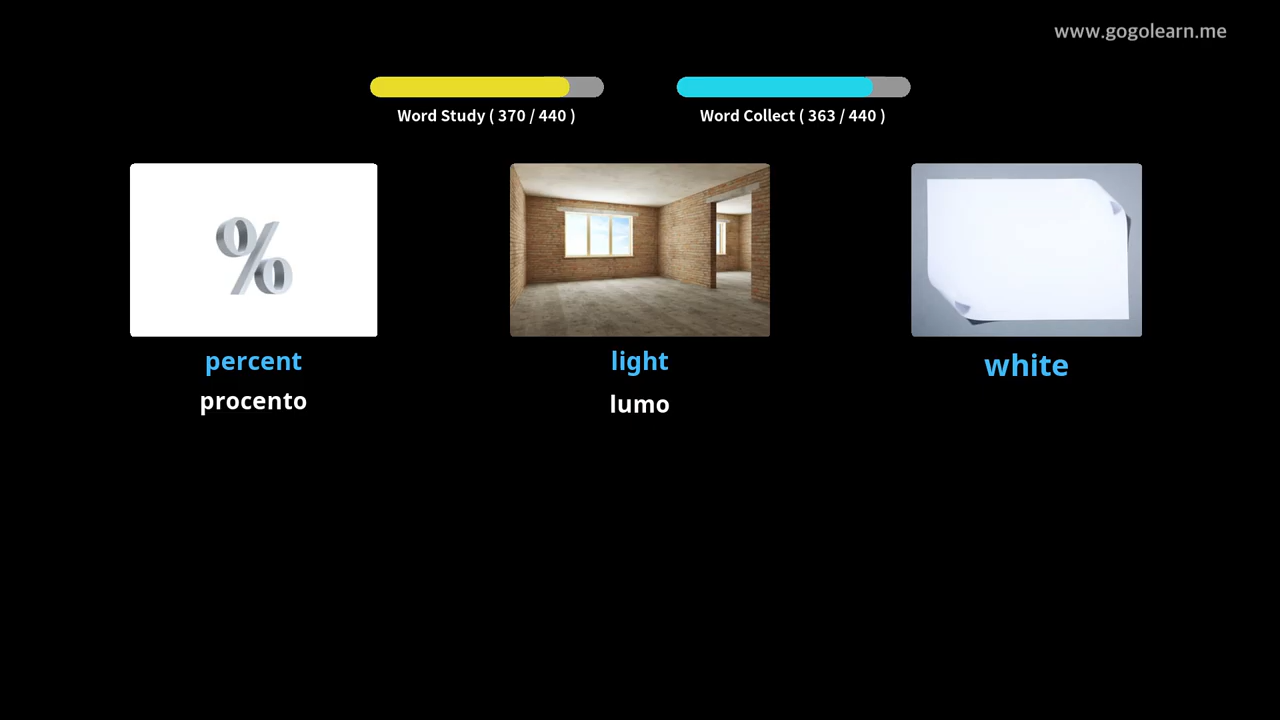 www.gogolearn.me
Word Study ( 370 / 440 )
Word Collect ( 363 / 440 )
%
percent
procento
light
lumo
white